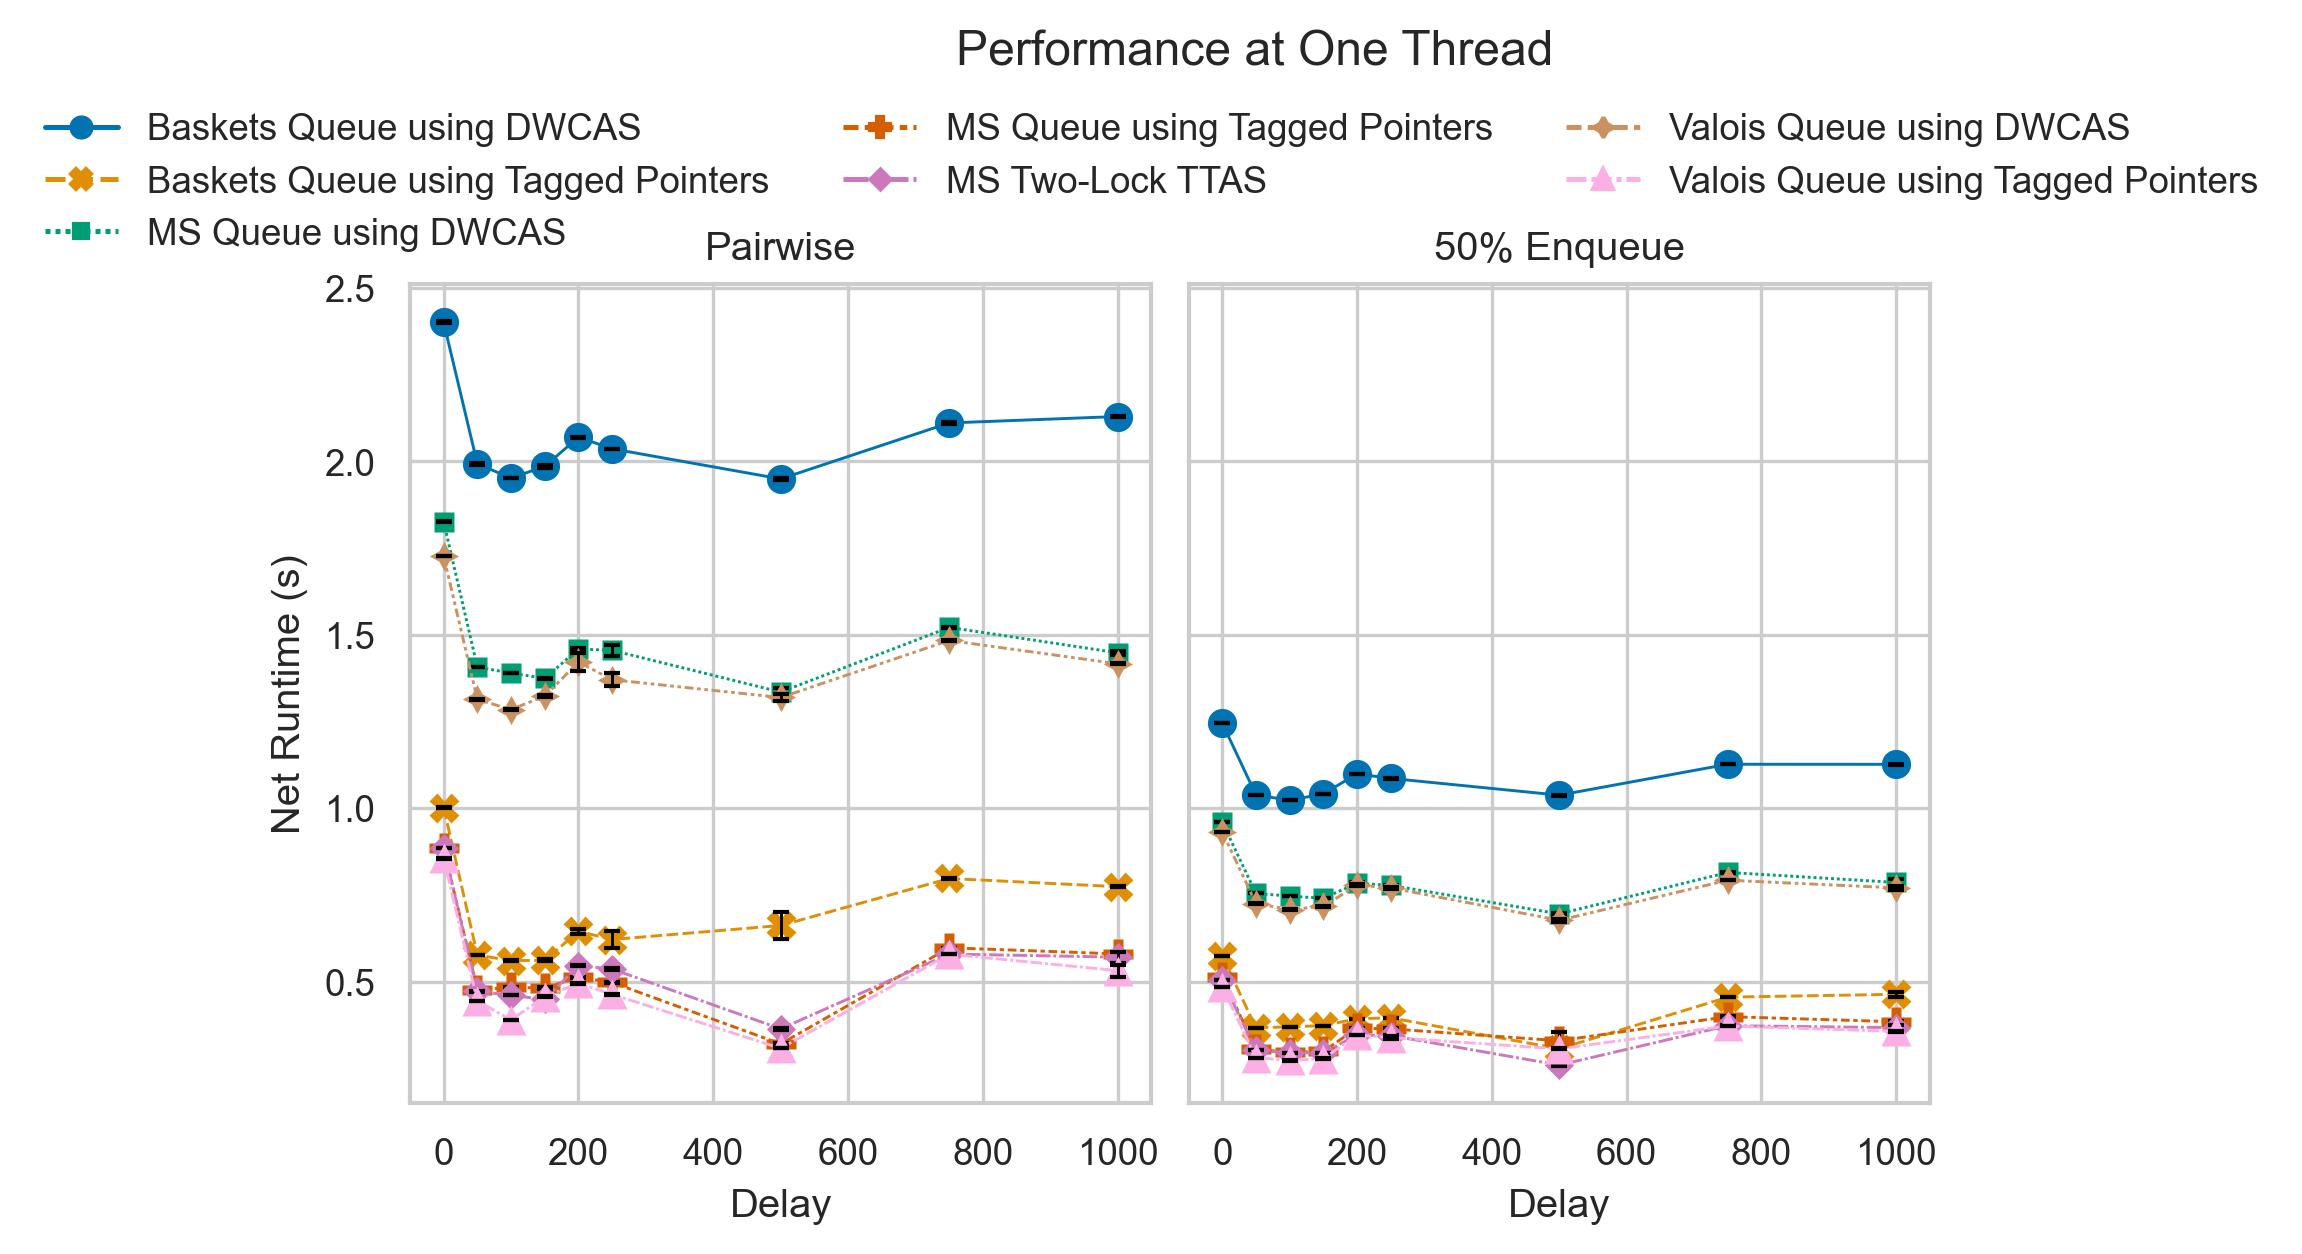 Performance at One Thread
Baskets Queue using DWCAS
Baskets Queue using Tagged Pointers
MS Queue using DWCAS
MS Queue using Tagged Pointers
MS Two-Lock TTAS
Valois Queue using DWCAS
Valois Queue using Tagged Pointers
Pairwise
50% Enqueue
Net Runtime (s)
2.5
2.0
1.5
1.0
0.5
0 200 400 600 800 1000
0 200 400 600 800 1000
Delay
Delay